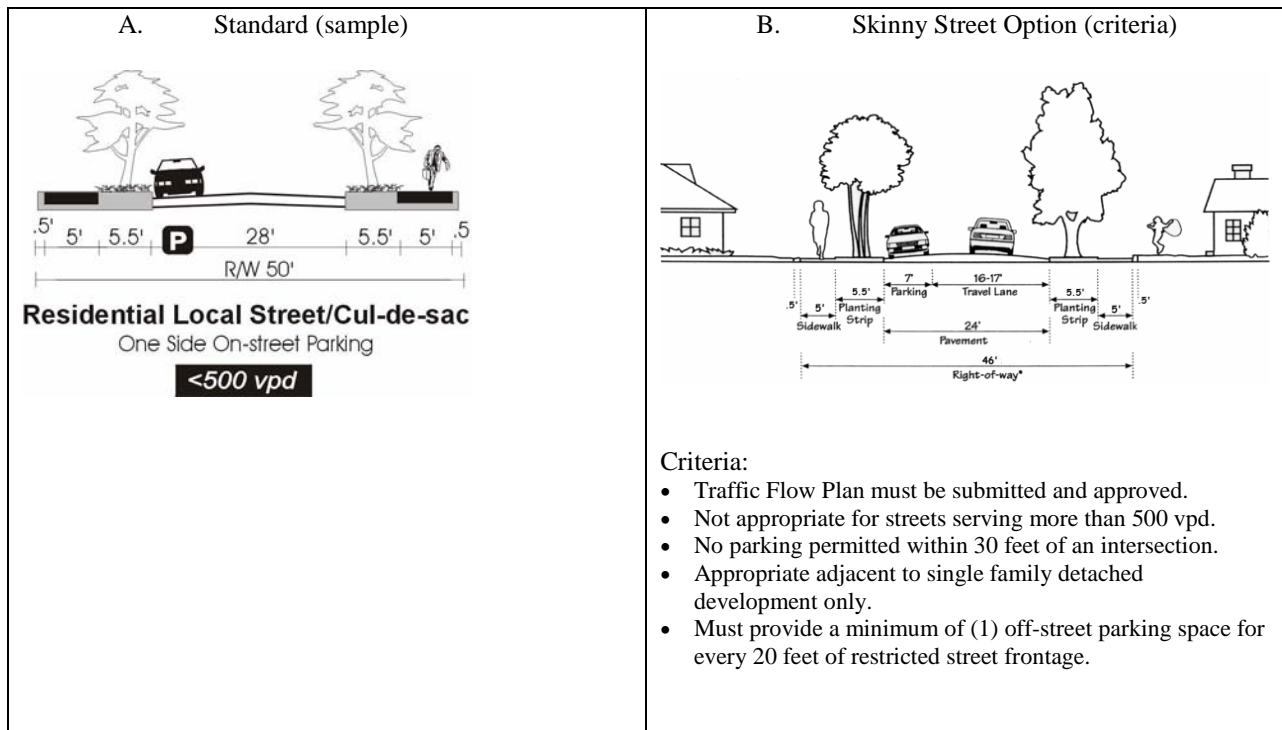 A. Standard (sample)
.5' 5' 5.5' P 28' 5.5' 5' .5
R/W 50'
Residential Local Street/Cul-de-sac
One Side On-street Parking
<500 vpd
B. Skinny Street Option (criteria)
7' 16-17'
Parking Travel Lane
.5' 5' 5.5' 5.5' 5' .5'
Sidewalk Planting Strip Planting Strip Sidewalk
24'
Pavement
46'
Right-of-way*
Criteria:
• Traffic Flow Plan must be submitted and approved.
• Not appropriate for streets serving more than 500 vpd.
• No parking permitted within 30 feet of an intersection.
• Appropriate adjacent to single family detached
development only.
• Must provide a minimum of (1) off-street parking space for
every 20 feet of restricted street frontage.